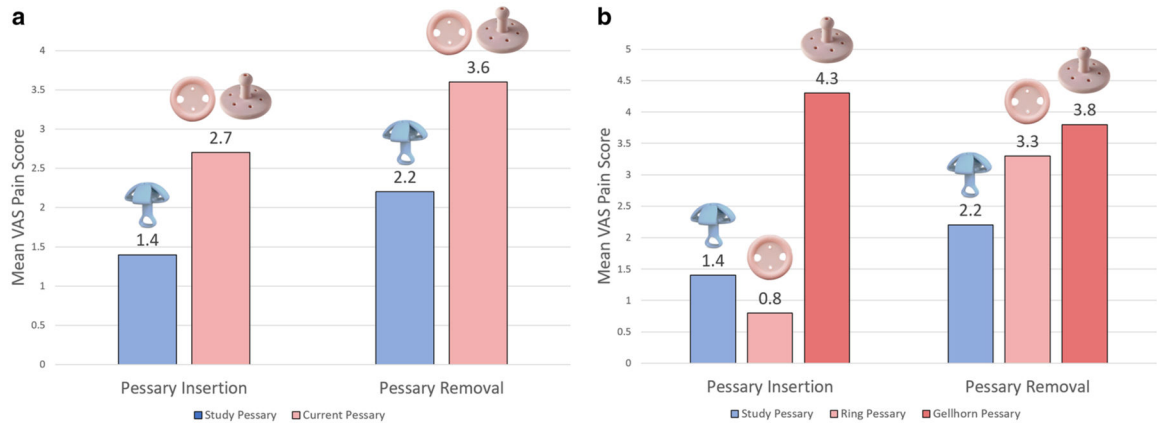 a
Mean VAS Pain Score
4
3.5
3
2.5
2
1.5
1
0.5
0
1.4
2.7
2.2
3.6
Pessary Insertion
Pessary Removal
Study Pessary
Current Pessary
b
Mean VAS Pain Score
5
4.5
4
3.5
3
2.5
2
1.5
1
0.5
0
1.4
0.8
4.3
2.2
3.3
3.8
Pessary Insertion
Pessary Removal
Study Pessary
Ring Pessary
Gellhorn Pessary